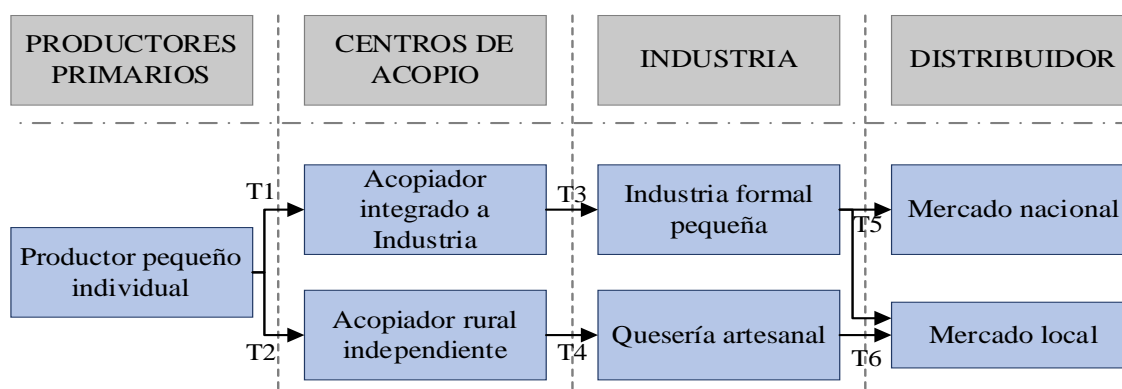 PRODUCTORES
PRIMARIOS
CENTROS DE
ACOPIO
INDUSTRIA
DISTRIBUIDOR
T1
Acopiador
integrado a
Industria
T3
Industria formal
pequeña
T5
Mercado nacional
Productor pequeño
individual
T2
Acopiador rural
independiente
T4
Quesería artesanal
T6
Mercado local